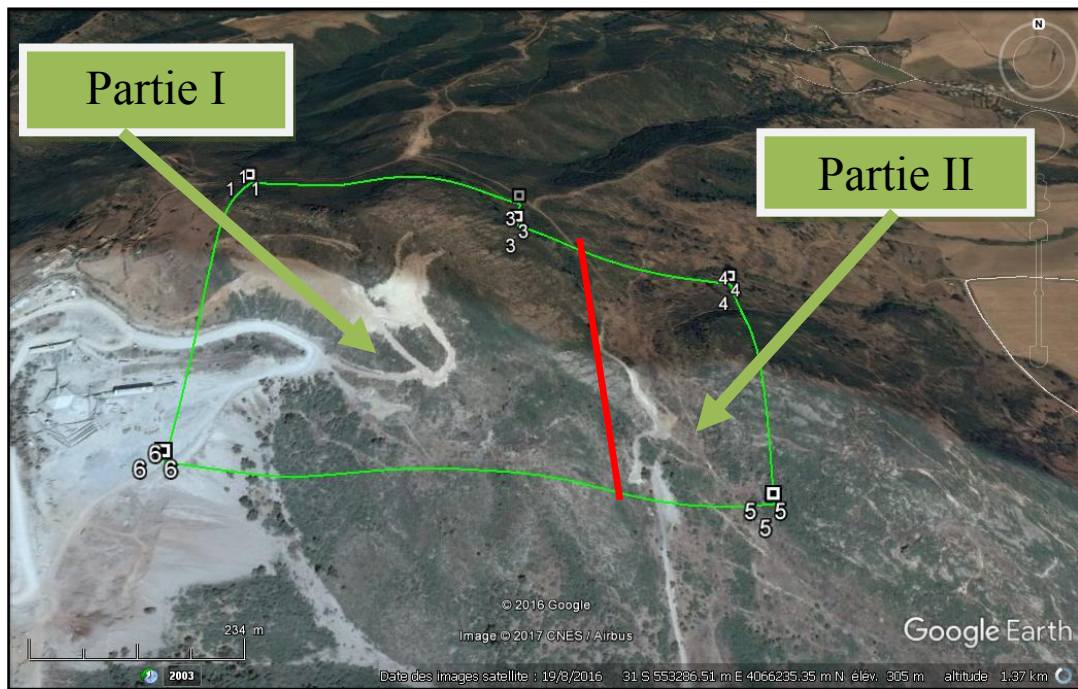 N
Partie I
Partie II
1 1 1
3 3 3
4 4 4
6 6 6
5 5 5
© 2016 Google
Image © 2017 CNES / Airbus
Google Earth
234 m
2003
Date des images satellite : 19/8/2016 31 S 553286.51 m E 4066235.35 m N élév. 305 m altitude 1.37 km